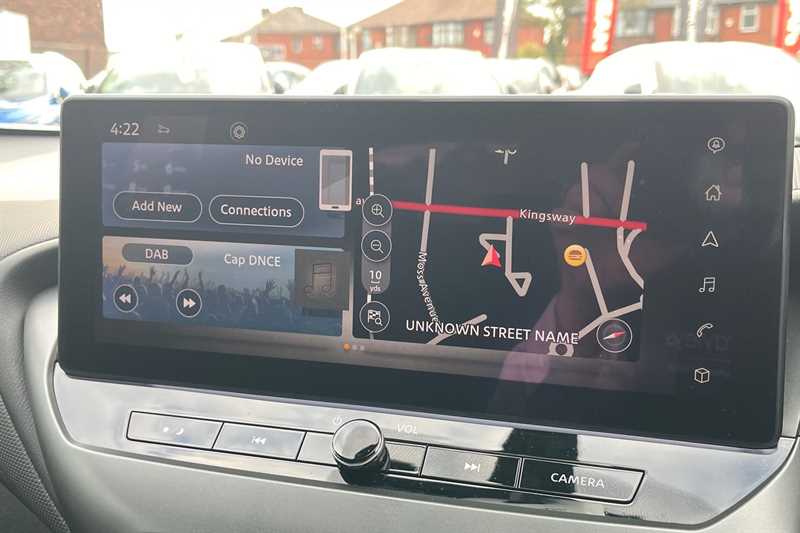 4:22
No Device
Add New
Connections
DAB
Cap DNCE
Kingsway
Moss Avenue
10
yds
UNKNOWN STREET NAME
VOL
CAMERA